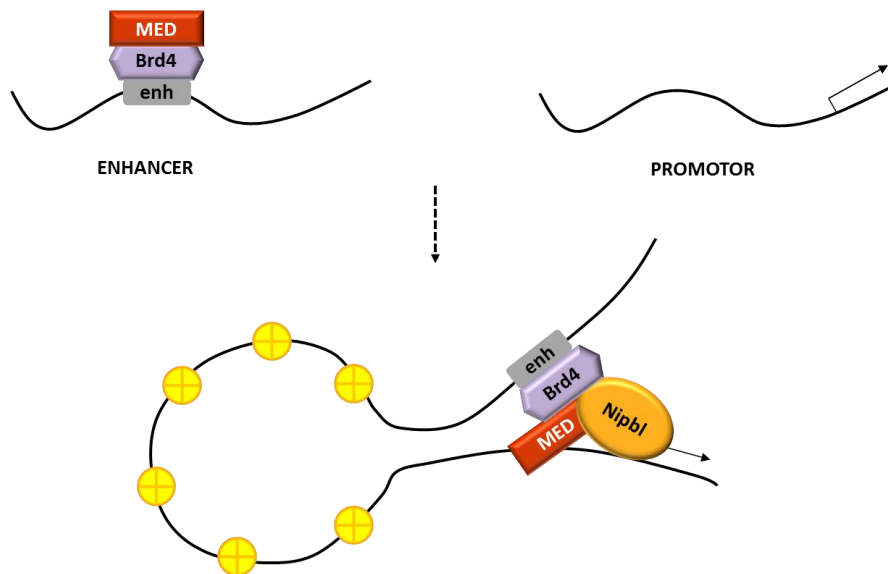 MED
Brd4
enh
ENHANCER
PROMOTOR
enh
Brd4
MED
Nipbl